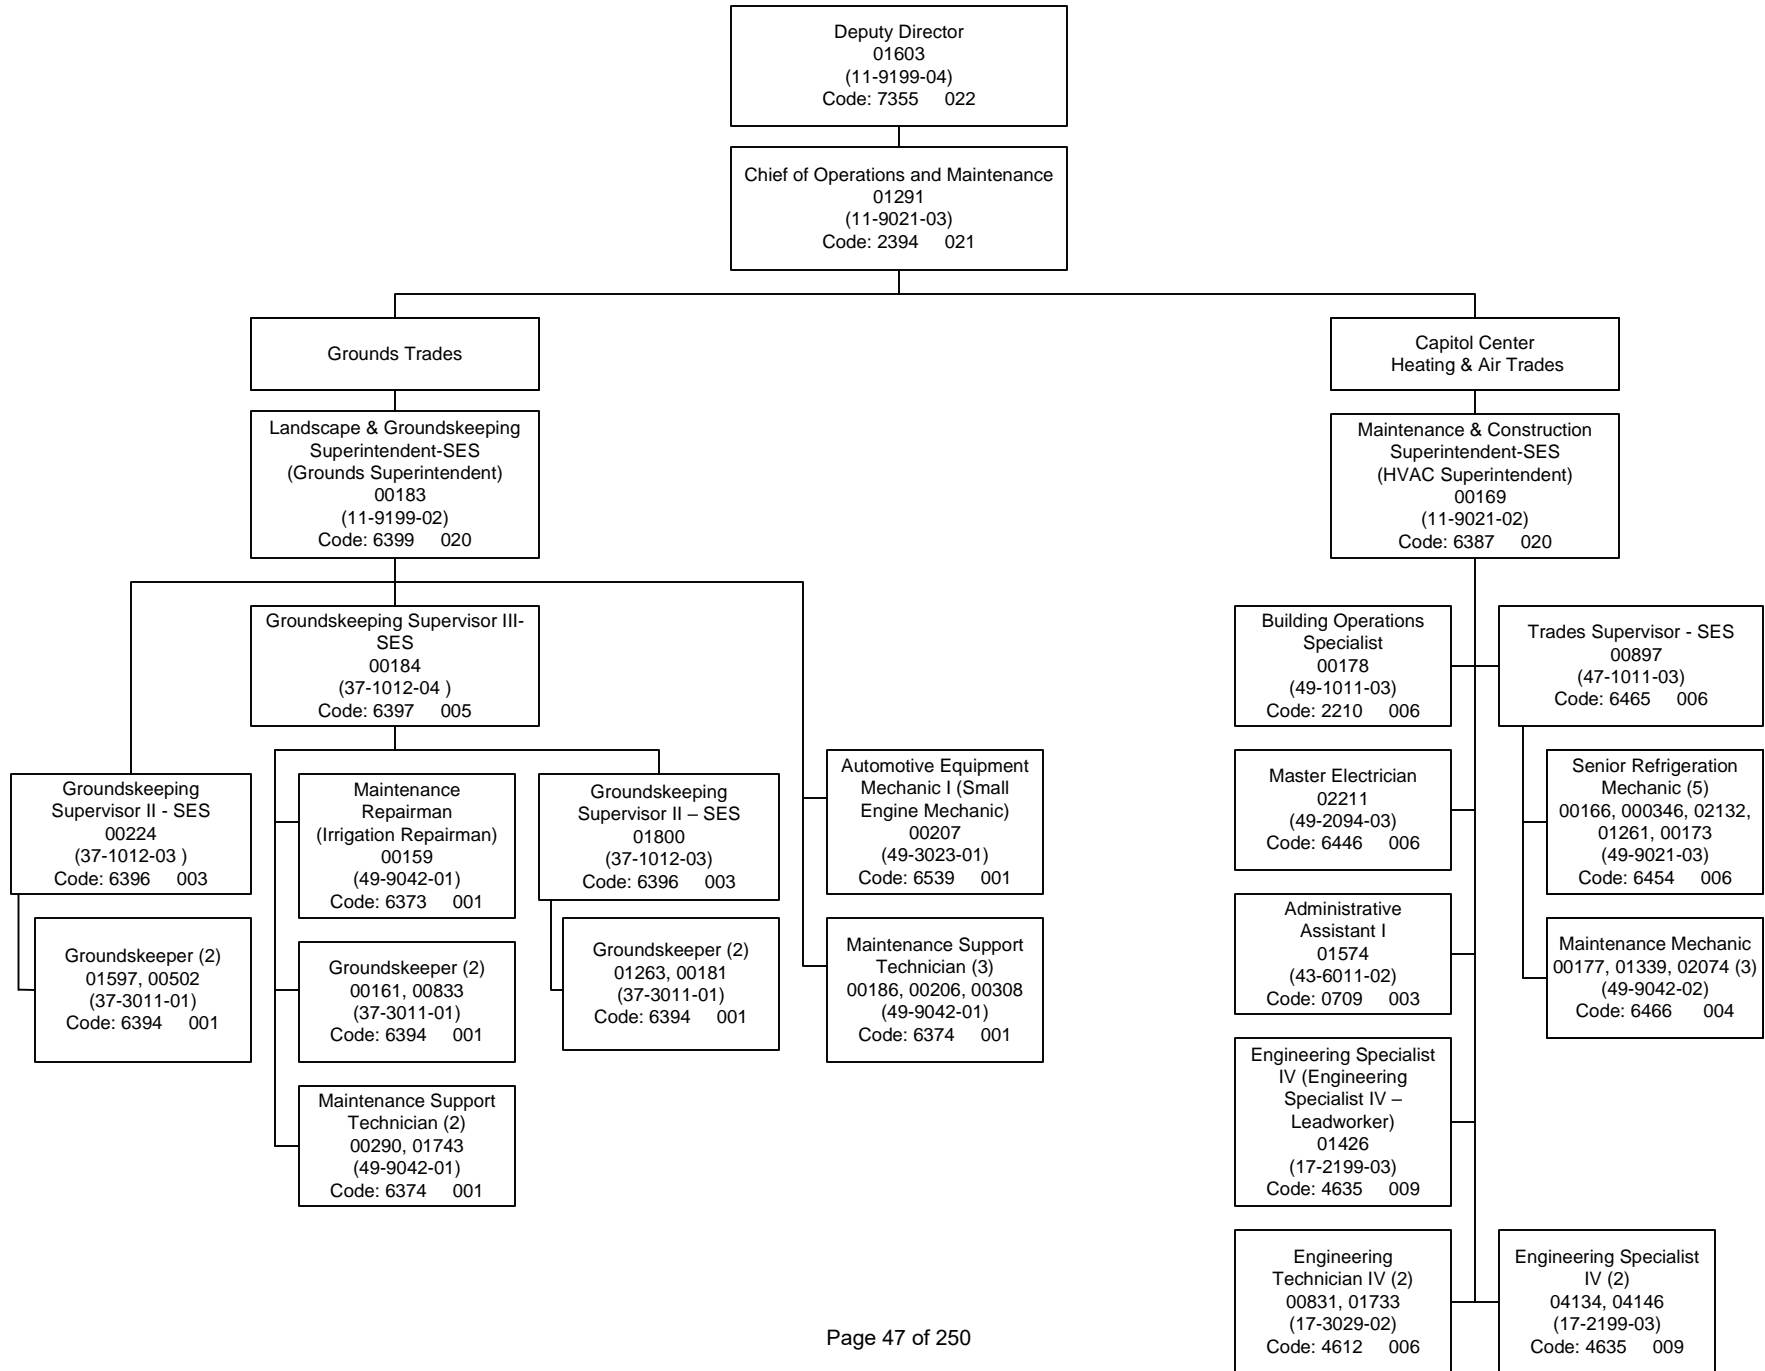 Deputy Director
01603
(11-9199-04)
Code: 7355 022
Chief of Operations and Maintenance
01291
(11-9021-03)
Code: 2394 021
Grounds Trades
Landscape & Groundskeeping
Superintendent-SES
(Grounds Superintendent)
00183
(11-9199-02)
Code: 6399 020
Groundskeeping Supervisor III-
SES
00184
(37-1012-04 )
Code: 6397 005
Groundskeeping
Supervisor II - SES
00224
(37-1012-03 )
Code: 6396 003
Groundskeeper (2)
01597, 00502
(37-3011-01)
Code: 6394 001
Maintenance
Repairman
(Irrigation Repairman)
00159
(49-9042-01)
Code: 6373 001
Groundskeeper (2)
00161, 00833
(37-3011-01)
Code: 6394 001
Maintenance Support
Technician (2)
00290, 01743
(49-9042-01)
Code: 6374 001
Groundskeeping
Supervisor II – SES
01800
(37-1012-03)
Code: 6396 003
Groundskeeper (2)
01263, 00181
(37-3011-01)
Code: 6394 001
Automotive Equipment
Mechanic I (Small
Engine Mechanic)
00207
(49-3023-01)
Code: 6539 001
Maintenance Support
Technician (3)
00186, 00206, 00308
(49-9042-01)
Code: 6374 001
Capitol Center
Heating & Air Trades
Maintenance & Construction
Superintendent-SES
(HVAC Superintendent)
00169
(11-9021-02)
Code: 6387 020
Building Operations
Specialist
00178
(49-1011-03)
Code: 2210 006
Trades Supervisor - SES
00897
(47-1011-03)
Code: 6465 006
Master Electrician
02211
(49-2094-03)
Code: 6446 006
Senior Refrigeration
Mechanic (5)
00166, 000346, 02132,
01261, 00173
(49-9021-03)
Code: 6454 006
Administrative
Assistant I
01574
(43-6011-02)
Code: 0709 003
Maintenance Mechanic
00177, 01339, 02074 (3)
(49-9042-02)
Code: 6466 004
Engineering Specialist
IV (Engineering
Specialist IV –
Leadworker)
01426
(17-2199-03)
Code: 4635 009
Engineering
Technician IV (2)
00831, 01733
(17-3029-02)
Code: 4612 006
Engineering Specialist
IV (2)
04134, 04146
(17-2199-03)
Code: 4635 009
Page 47 of 250